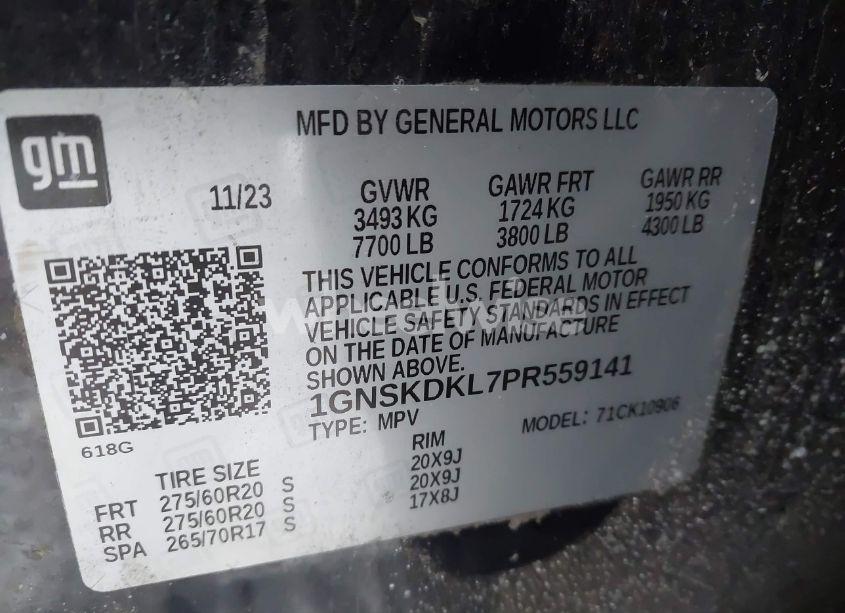 gm
MFD BY GENERAL MOTORS LLC
11/23
GVWR
3493 KG
7700 LB
GAWR FRT
1724 KG
3800 LB
GAWR RR
1950 KG
4300 LB
THIS VEHICLE CONFORMS TO ALL
APPLICABLE U.S. FEDERAL MOTOR
VEHICLE SAFETY STANDARDS IN EFFECT
ON THE DATE OF MANUFACTURE
SHOWN ABOVE.
1GNSKDKL7PR559141
TYPE: MPV
MODEL: 71CK10906
618G
TIRE SIZE RIM
FRT 275/60R20 S 20X9J
RR 275/60R20 S 20X9J
SPA 265/70R17 S 17X8J